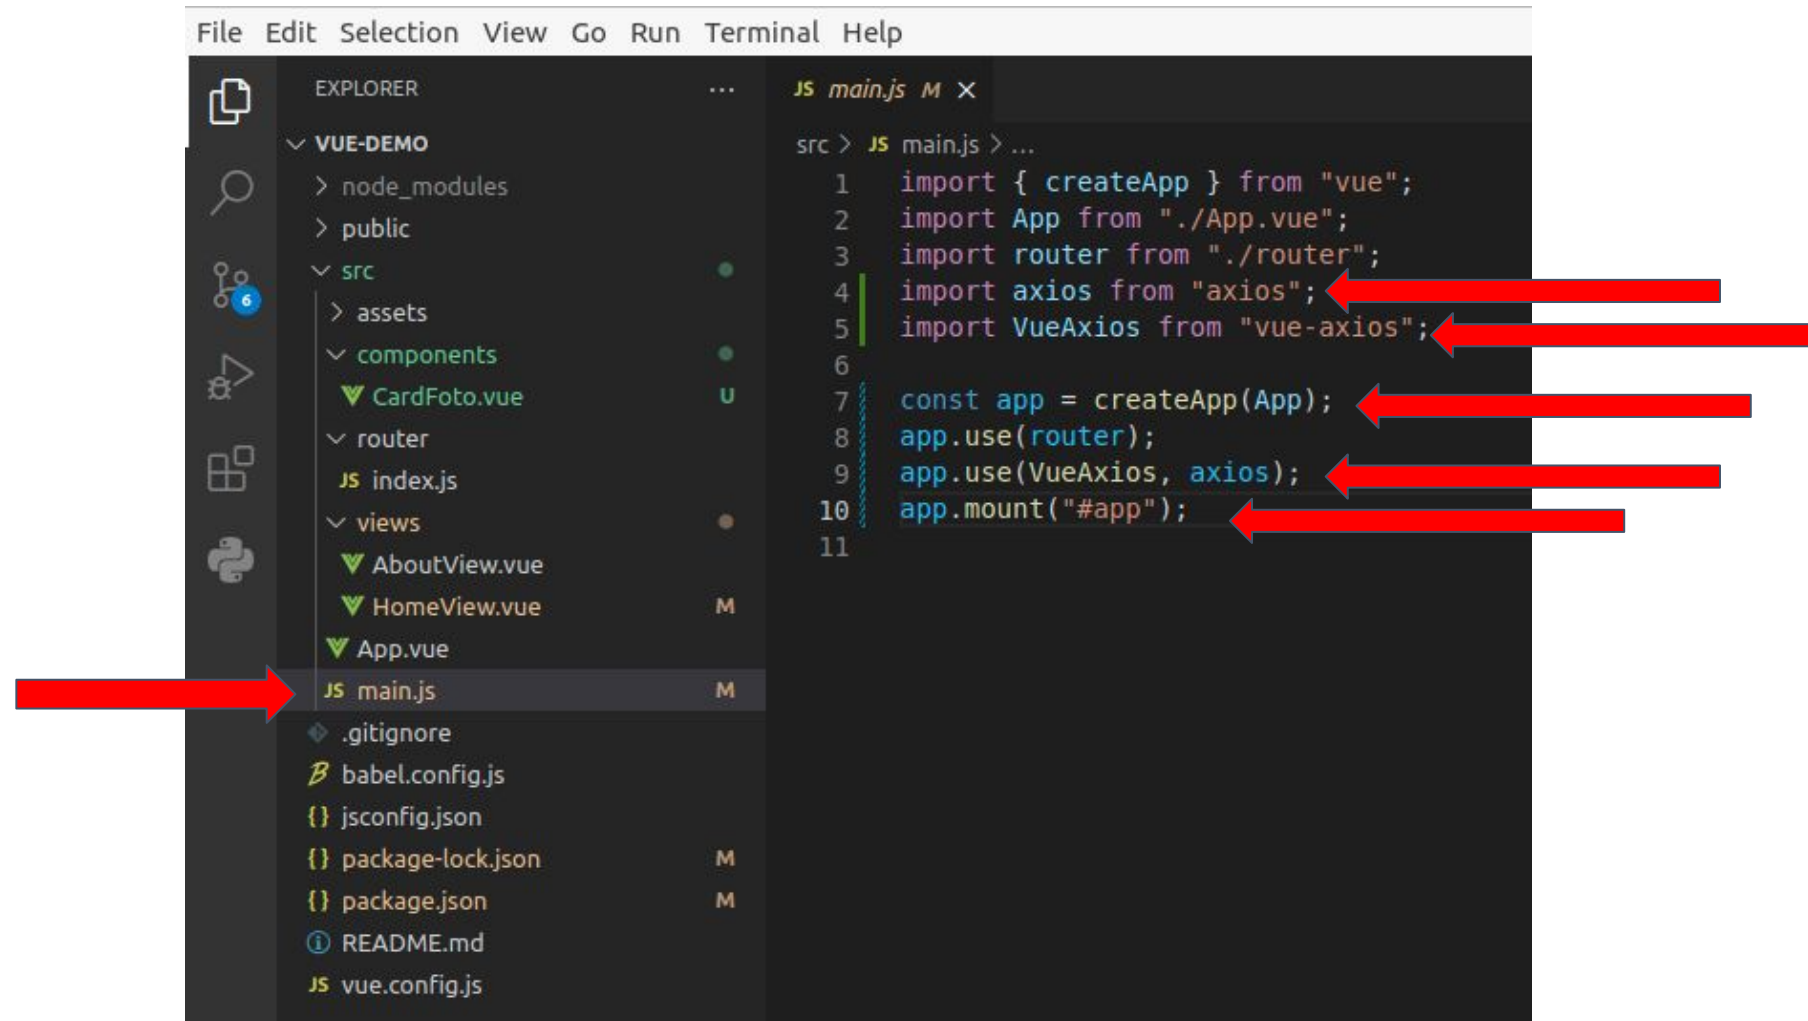 File Edit Selection View Go Run Terminal Help
EXPLORER ...
VUE-DEMO
node_modules
public
src
assets
components
CardFoto.vue U
router
JS index.js
views
AboutView.vue
HomeView.vue M
App.vue
JS main.js M
.gitignore
babel.config.js
{} jsconfig.json
{} package-lock.json M
{} package.json M
README.md
JS vue.config.js
6
JS main.js M ×
src > JS main.js > ...
1 import { createApp } from "vue";
2 import App from "./App.vue";
3 import router from "./router";
4 import axios from "axios";
5 import VueAxios from "vue-axios";
6
7 const app = createApp(App);
8 app.use(router);
9 app.use(VueAxios, axios);
10 app.mount("#app");
11